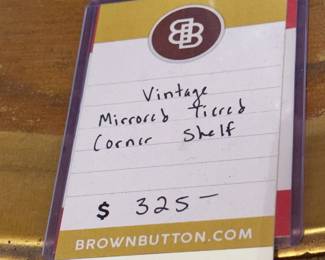 BB
Vintage
Mirrored Tiered
Corner Shelf
$ 325—
BROWNBUTTON.COM